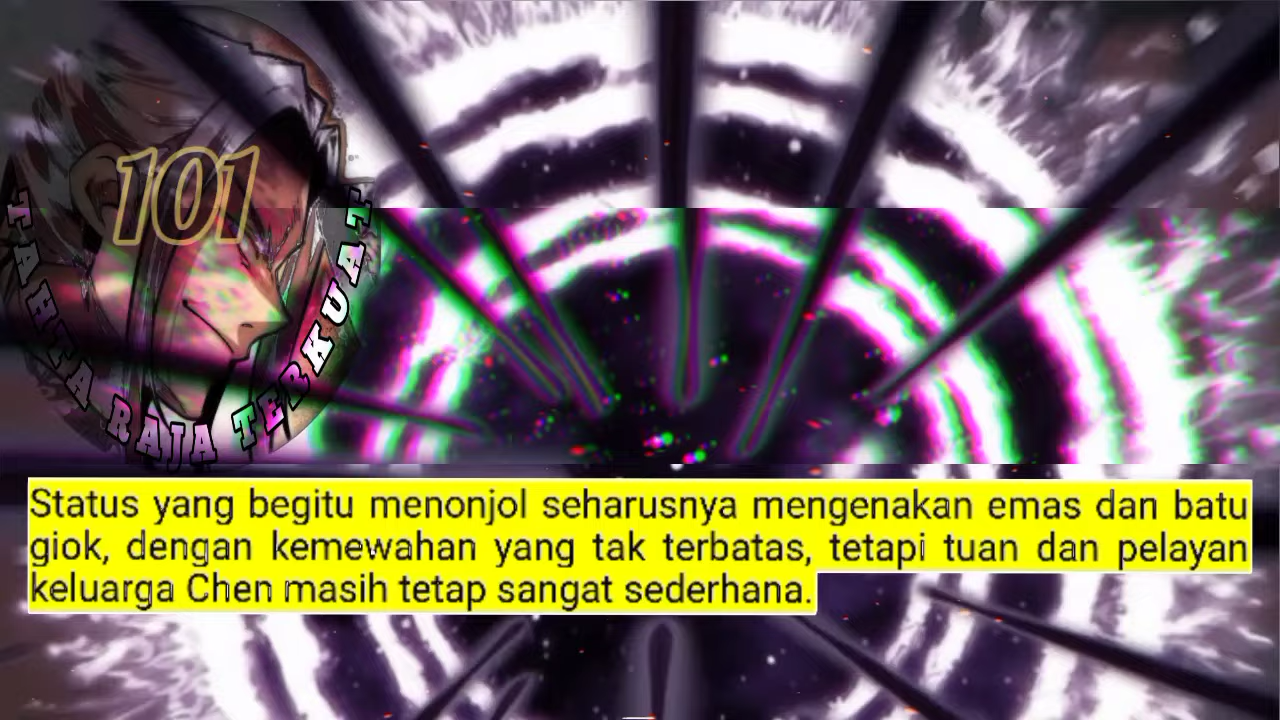 101
TAHTA RAJA TERKUAT
Status yang begitu menonjol seharusnya mengenakan emas dan batu
giok, dengan kemewahan yang tak terbatas, tetapi tuan dan pelayan
keluarga Chen masih tetap sangat sederhana.